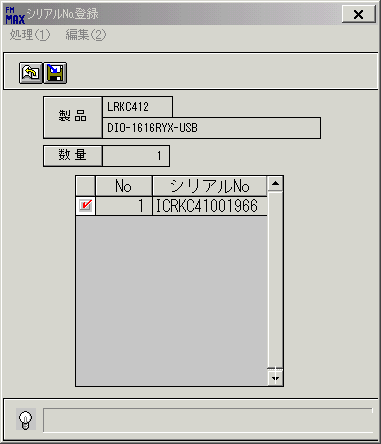 FM MAX シリアルNo.登録
処理(1) 編集(2)
製品 LRKC412
DIO-1616RYX-USB
数量 1
No シリアルNo
1 ICRKC41001966